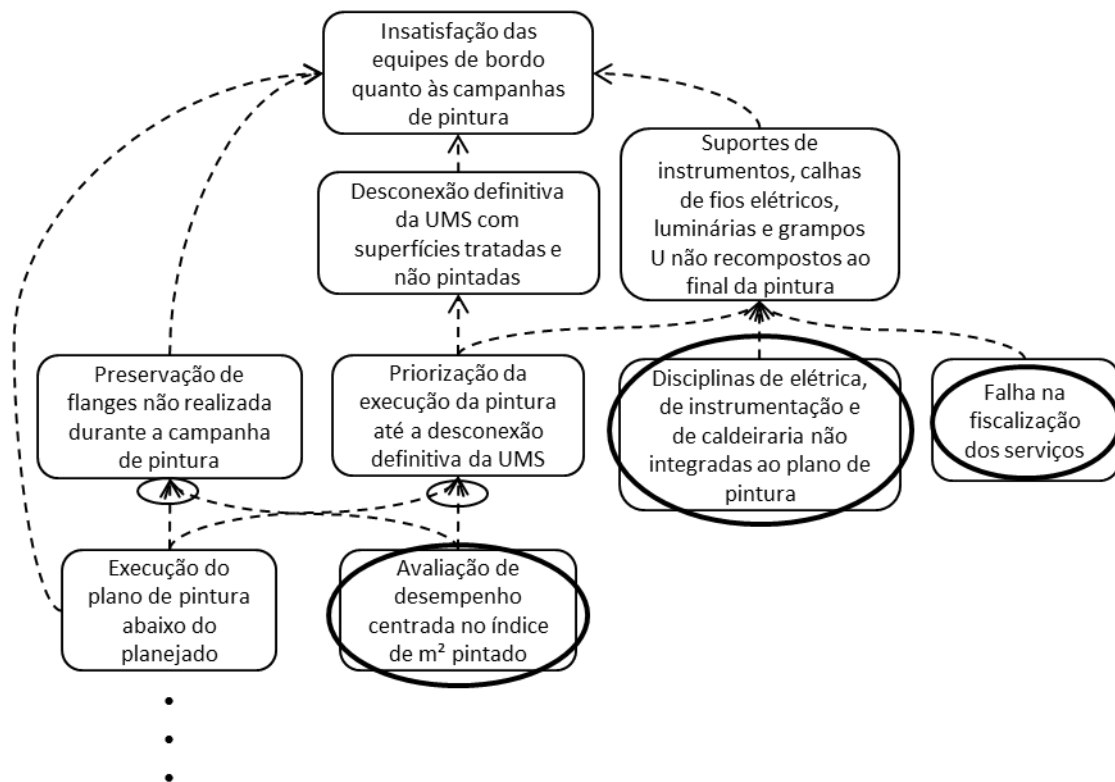 Insatisfação das
equipes de bordo
quanto às campanhas
de pintura
Desconexão definitiva
da UMS com
superfícies tratadas e
não pintadas
Suportes de
instrumentos, calhas
de fios elétricos,
luminárias e grampos
U não recompostos ao
final da pintura
Preservação de
flanges não realizada
durante a campanha
de pintura
Priorização da
execução da pintura
até a desconexão
definitiva da UMS
Disciplinas de elétrica,
de instrumentação e
de caldeiraria não
integradas ao plano de
pintura
Falha na
fiscalização
dos serviços
Execução do
plano de pintura
abaixo do
planejado
Avaliação de
desempenho
centrada no índice
de m² pintado